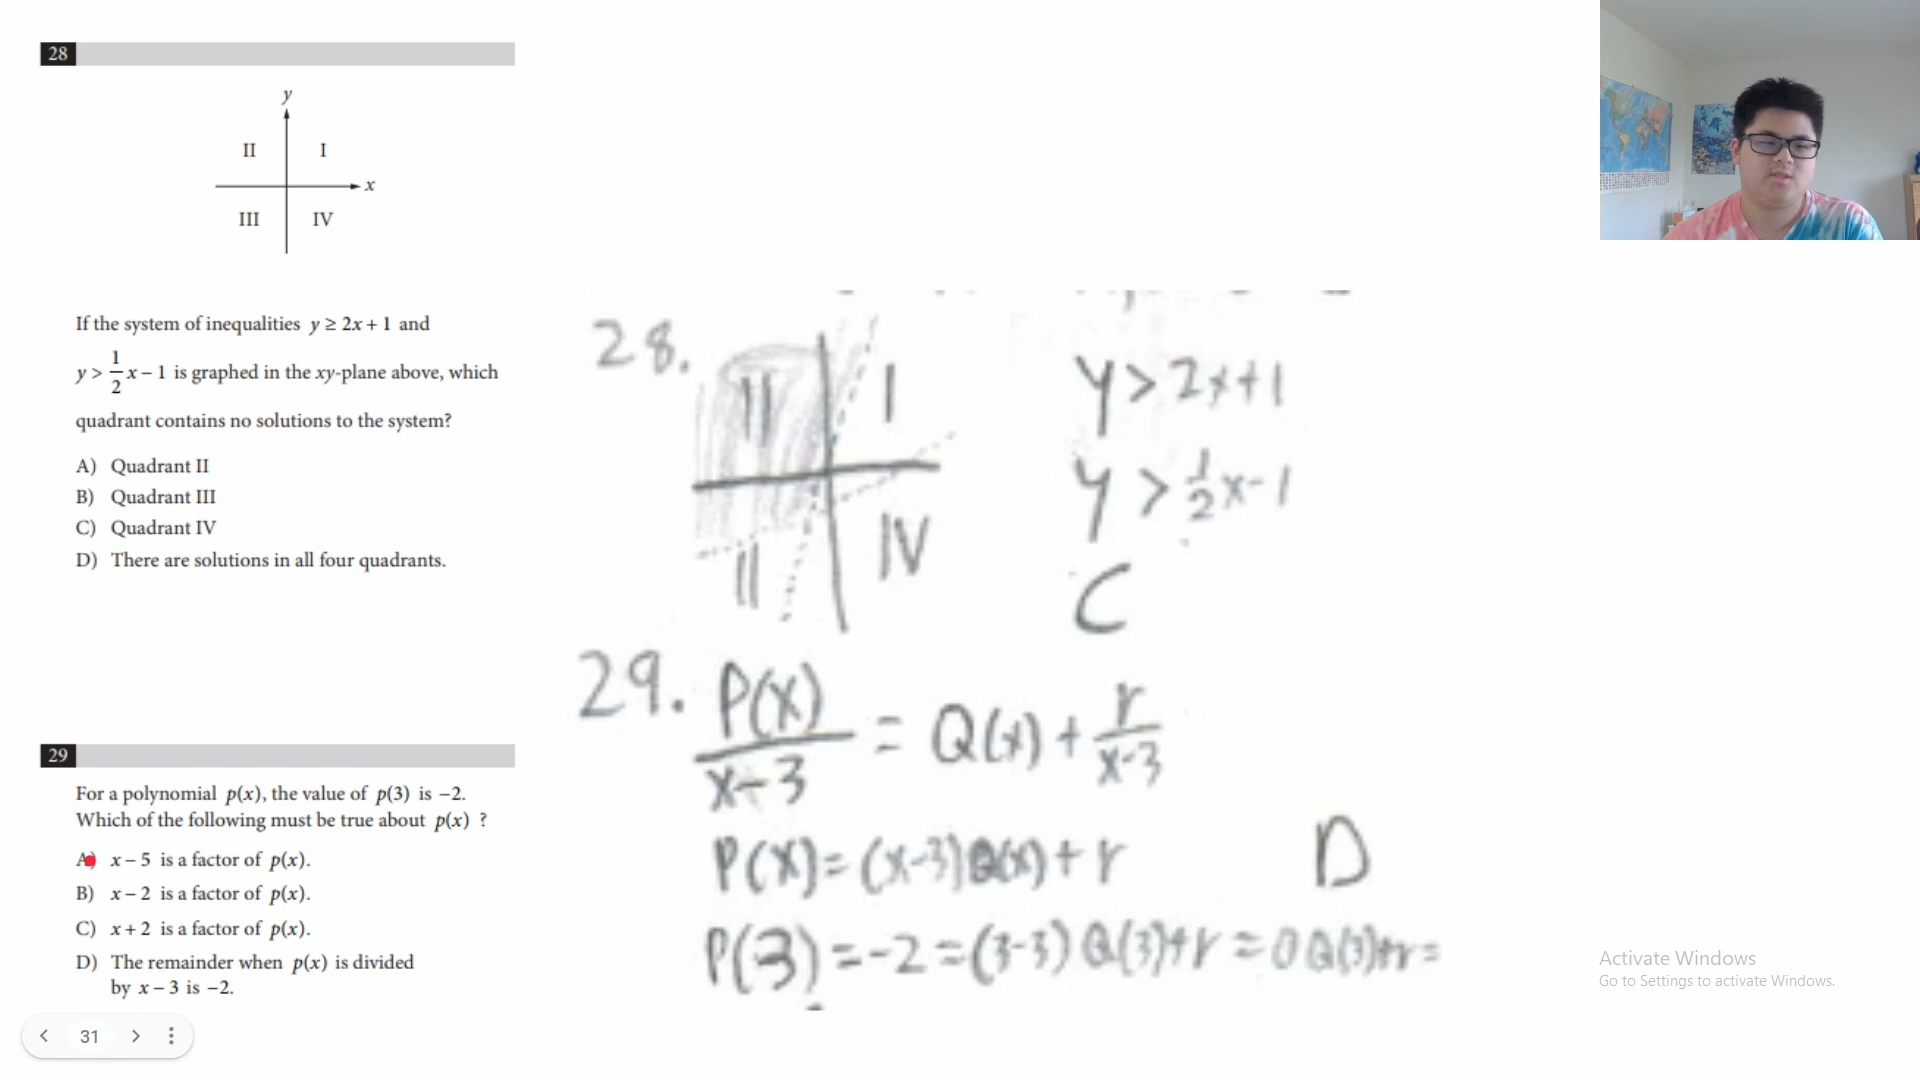 28
y
II
I
x
III
IV
If the system of inequalities y ≥ 2x + 1 and
y > 1/2 x − 1 is graphed in the xy-plane above, which
quadrant contains no solutions to the system?
A) Quadrant II
B) Quadrant III
C) Quadrant IV
D) There are solutions in all four quadrants.
29
For a polynomial p(x), the value of p(3) is −2.
Which of the following must be true about p(x) ?
A) x − 5 is a factor of p(x).
B) x − 2 is a factor of p(x).
C) x + 2 is a factor of p(x).
D) The remainder when p(x) is divided
by x − 3 is −2.
31
28.
II
I
II
IV
y > 2x+1
y > 1/2 x-1
C
29. P(x)/x-3 = Q(x) + r/x-3
P(x) = (x-3)Q(x) + r
D
P(3) = -2 = (3-3) Q(3)+r = 0 Q(3)+r =
Activate Windows
Go to Settings to activate Windows.